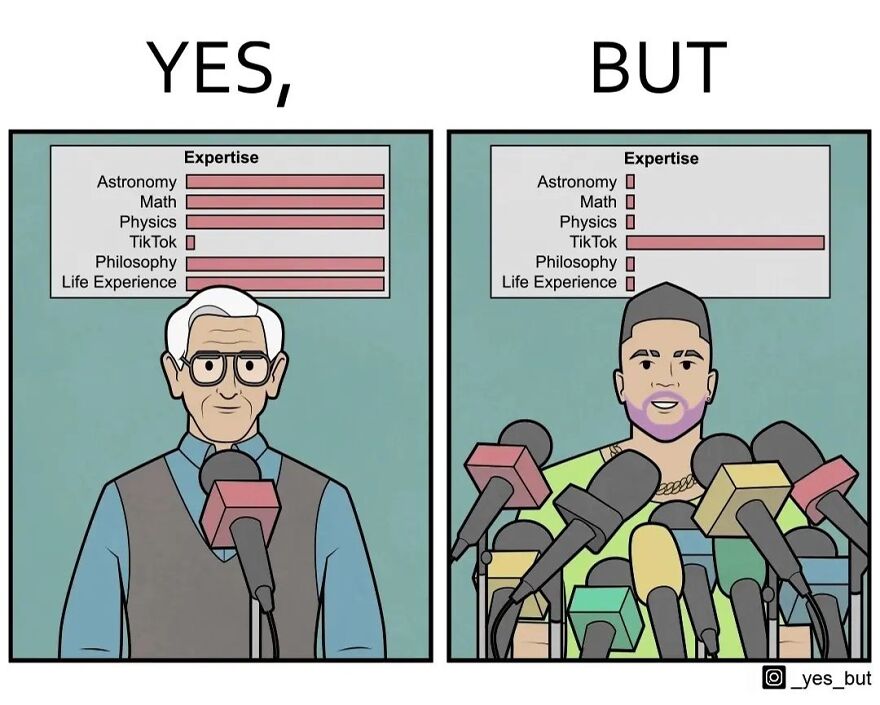 YES,
BUT
Expertise
Astronomy
Math
Physics
TikTok
Philosophy
Life Experience
Expertise
Astronomy
Math
Physics
TikTok
Philosophy
Life Experience
_yes_but